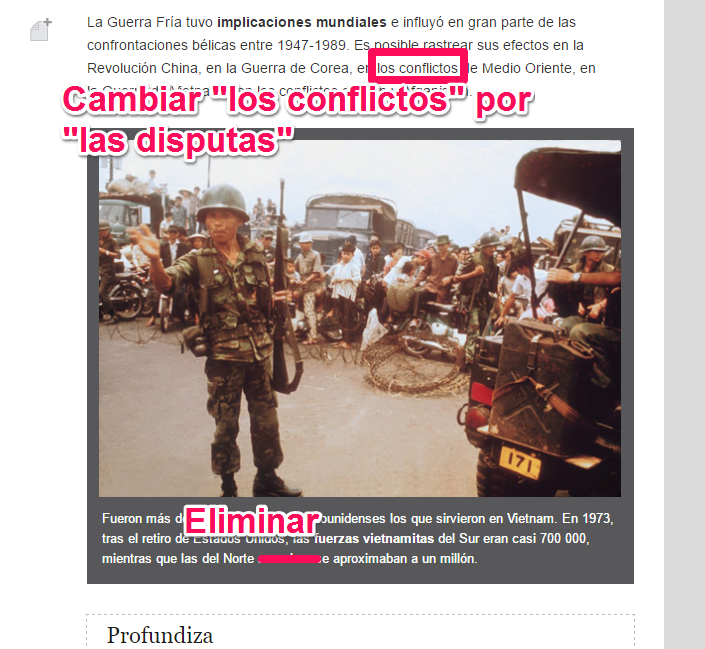 La Guerra Fría tuvo implicaciones mundiales e influyó en gran parte de las
confrontaciones bélicas entre 1947-1989. Es posible rastrear sus efectos en la
Revolución China, en la Guerra de Corea, en los conflictos de Medio Oriente, en
Cambiar "los conflictos" por
"las disputas"
171
Eliminar
Fueron más los que sirvieron en Vietnam. En 1973,
tras el retiro de Estados Unidos, las fuerzas vietnamitas del Sur eran casi 700 000,
mientras que las del Norte se aproximaban a un millón.
Profundiza